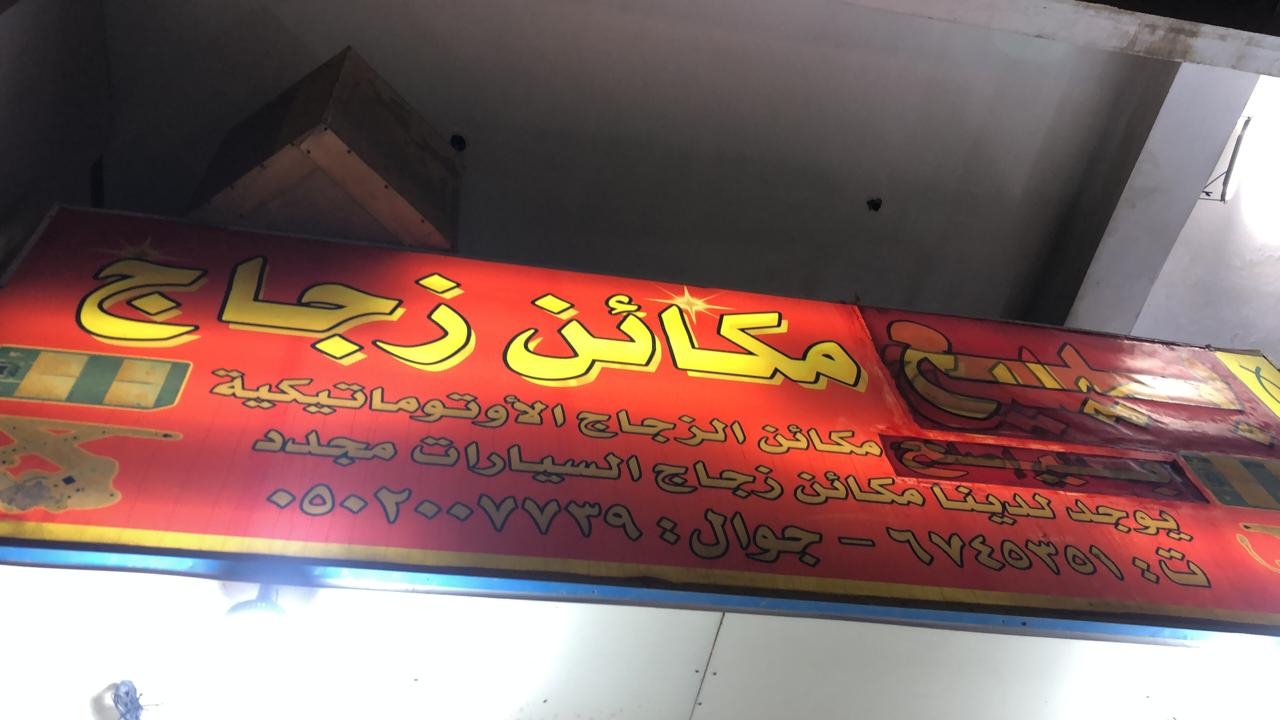 مكائن زجاج
مكائن الزجاج الأوتوماتيكية
يوجد لدينا مكائن زجاج السيارات مجدد
ت: ٦٧٤٥٣٥١ - جوال: ٠٥٠٢٠٠٧٧٣٩